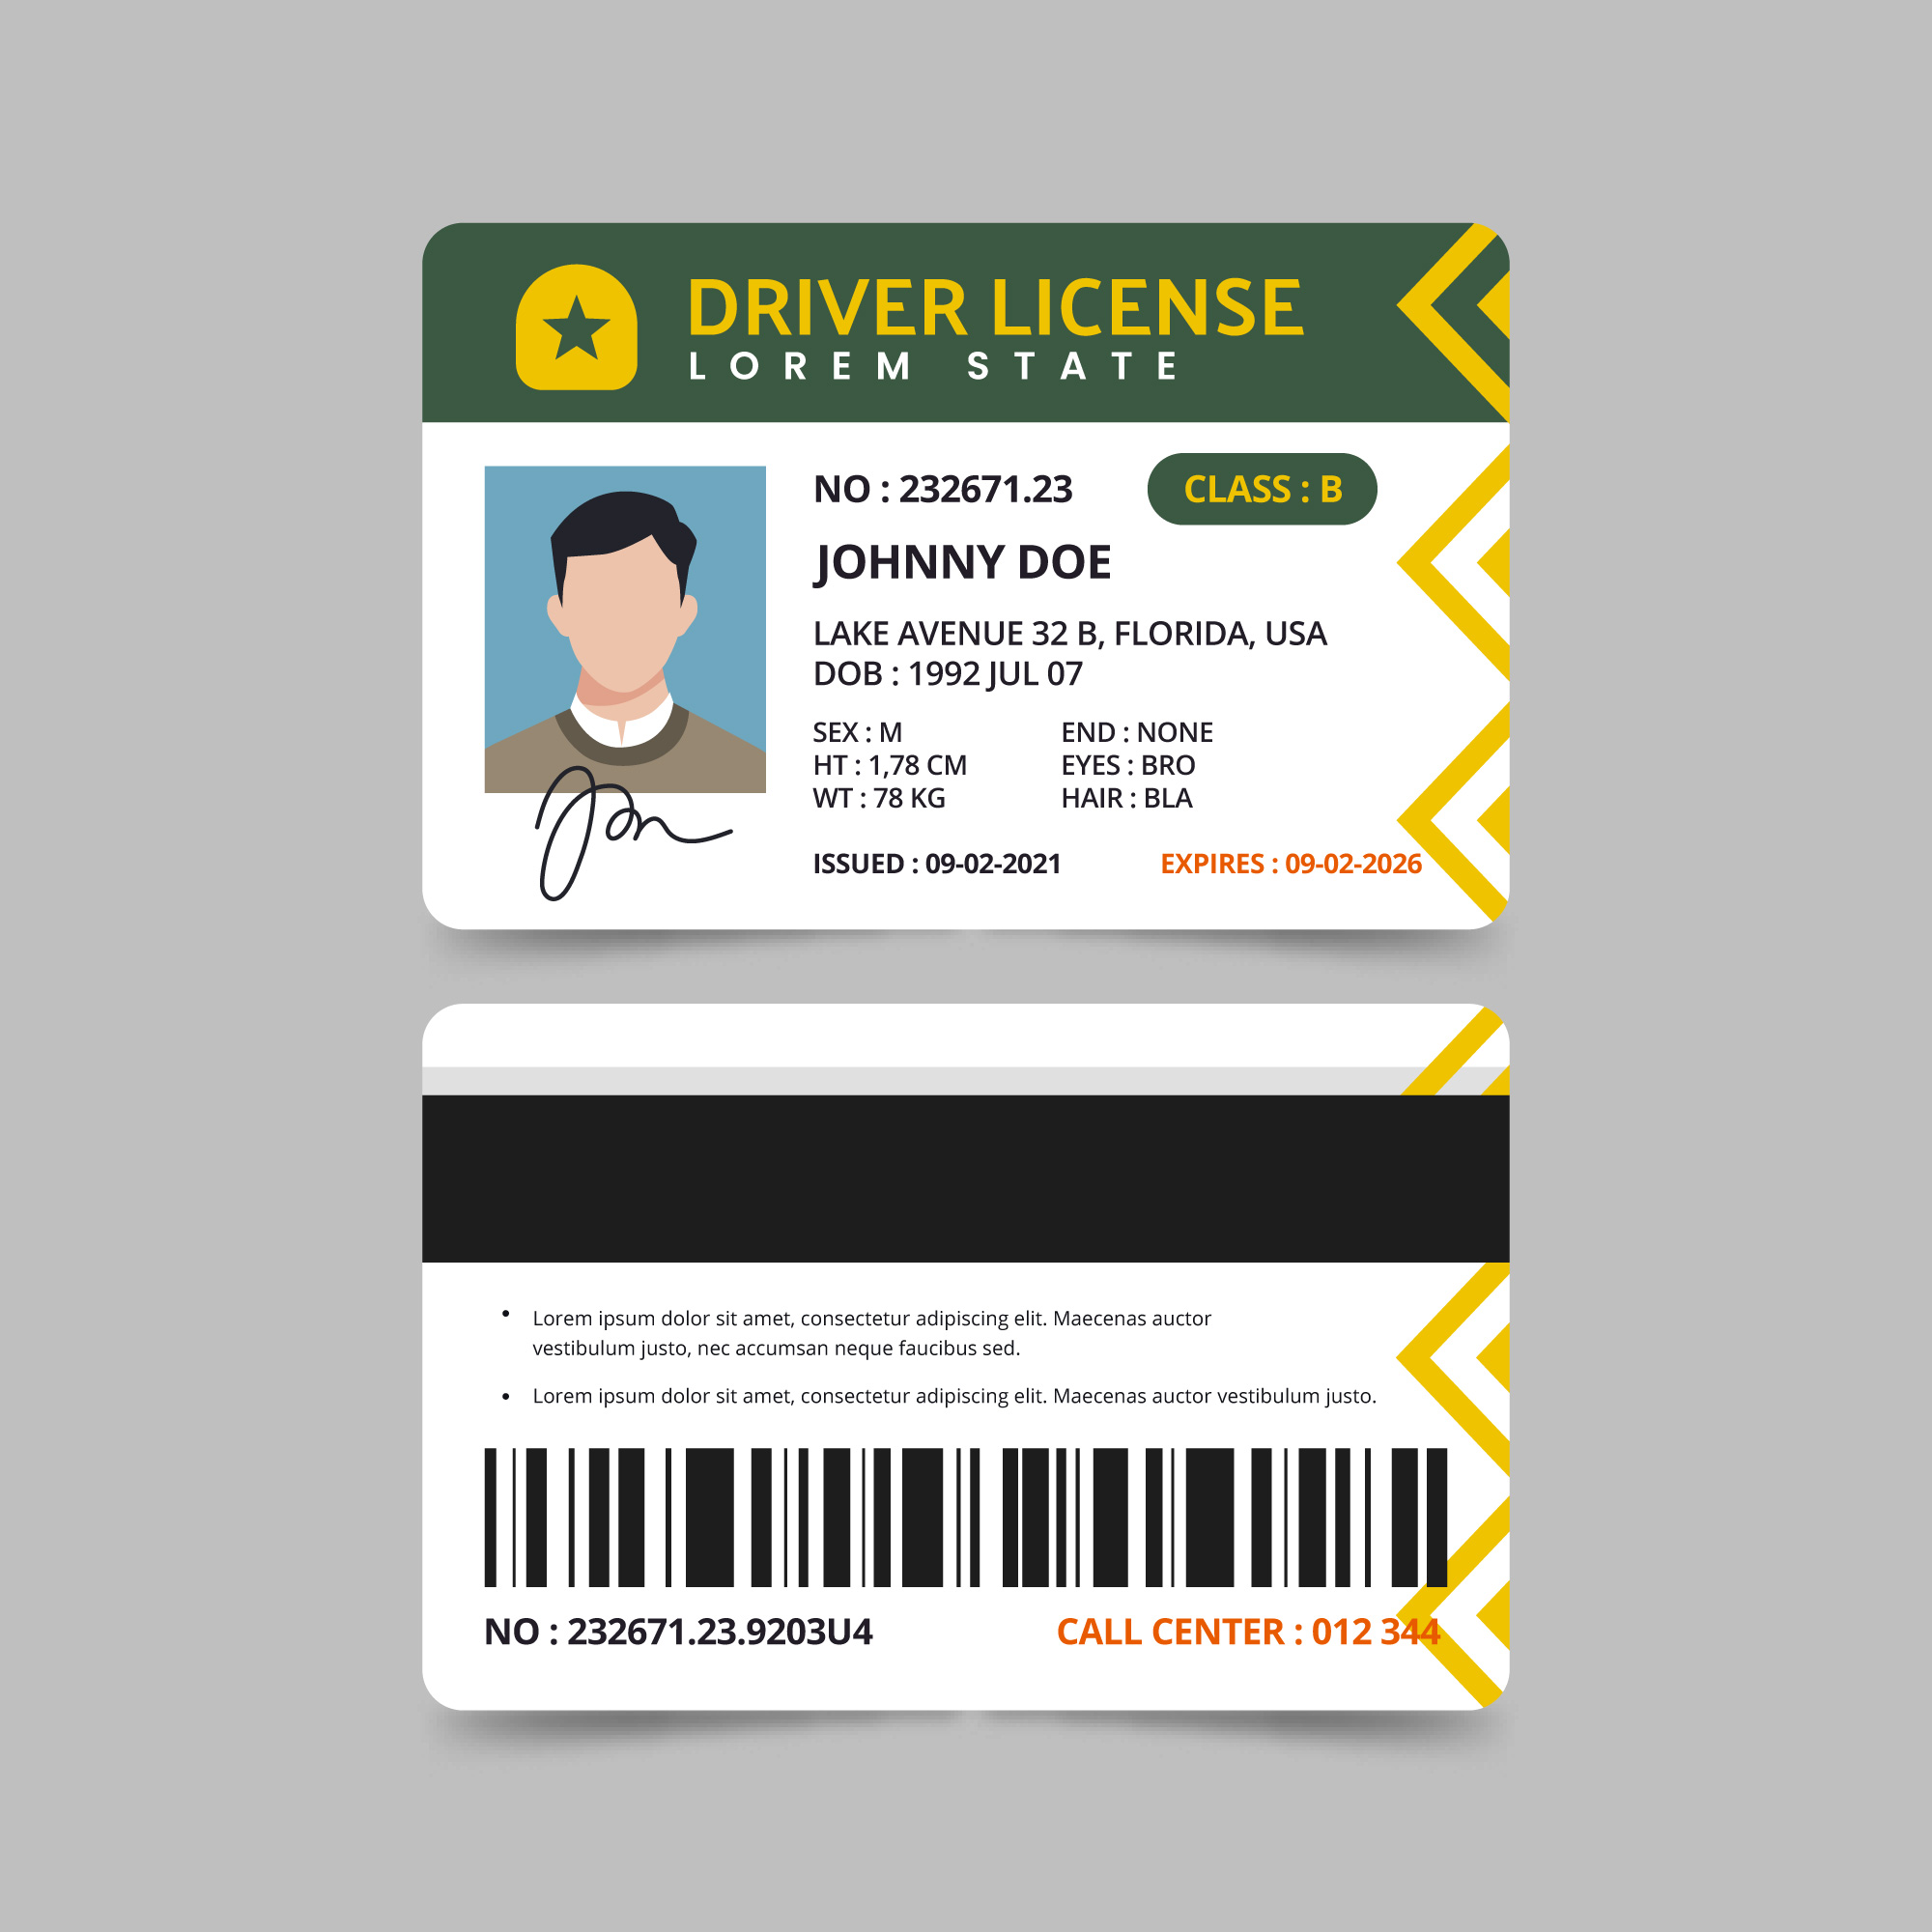 DRIVER LICENSE
LOREM STATE
NO : 232671.23
CLASS : B
JOHNNY DOE
LAKE AVENUE 32 B, FLORIDA, USA
DOB : 1992 JUL 07
SEX : M
END : NONE
HT : 1,78 CM
EYES : BRO
WT : 78 KG
HAIR : BLA
ISSUED : 09-02-2021
EXPIRES : 09-02-2026
• Lorem ipsum dolor sit amet, consectetur adipiscing elit. Maecenas auctor
vestibulum justo, nec accumsan neque faucibus sed.
• Lorem ipsum dolor sit amet, consectetur adipiscing elit. Maecenas auctor vestibulum justo.
NO : 232671.23.9203U4
CALL CENTER : 012 344